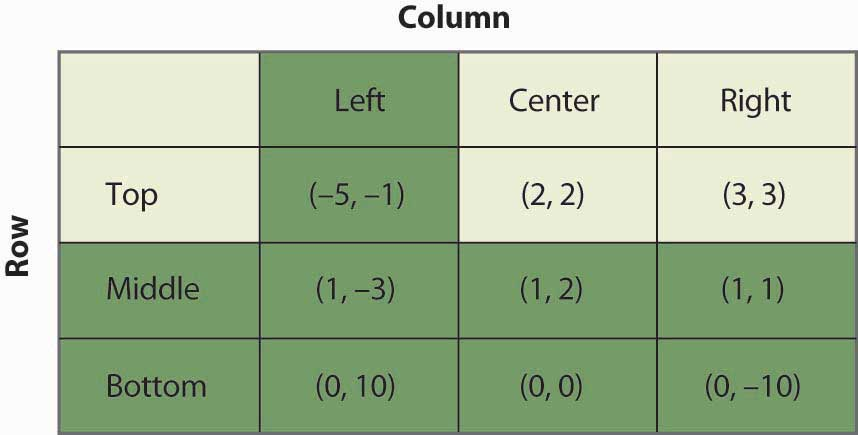 Column
Left Center Right
Row
Top (–5, –1) (2, 2) (3, 3)
Middle (1, –3) (1, 2) (1, 1)
Bottom (0, 10) (0, 0) (0, –10)